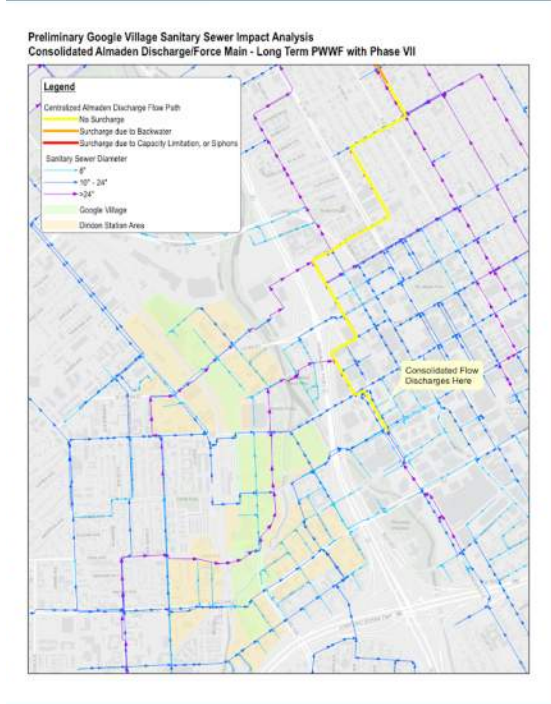 Preliminary Google Village Sanitary Sewer Impact Analysis
Consolidated Almaden Discharge/Force Main - Long Term PWWF with Phase VII
Legend
Centralized Almaden Discharge Flow Path
No Surcharge
Surcharge due to Backwater
Surcharge due to Capacity Limitation, or Siphons
Sanitary Sewer Diameter
8"
10" - 24"
>24"
Google Village
Diridon Station Area
Consolidated Flow
Discharges Here